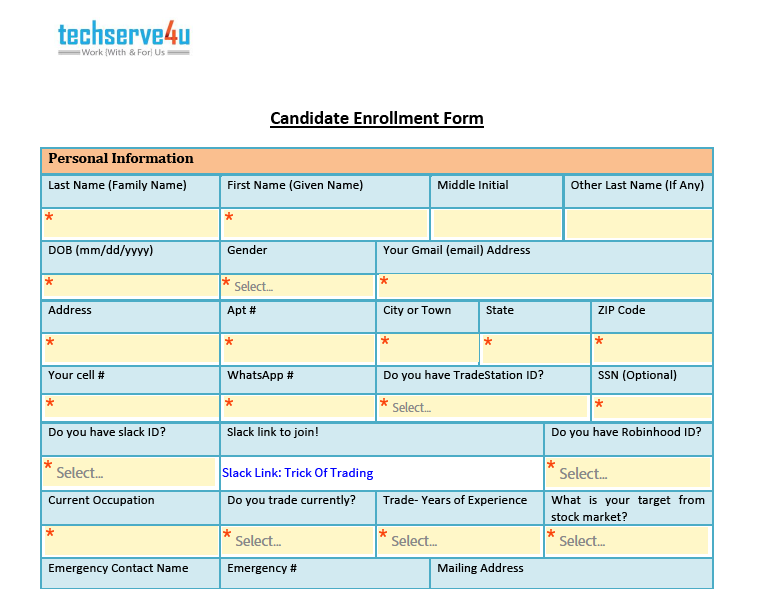 techserve4u
Work (With & For) Us
Candidate Enrollment Form
Personal Information
Last Name (Family Name) First Name (Given Name) Middle Initial Other Last Name (If Any)
* *
DOB (mm/dd/yyyy) Gender Your Gmail (email) Address
* * Select... *
Address Apt # City or Town State ZIP Code
* * * * *
Your cell # WhatsApp # Do you have TradeStation ID? SSN (Optional)
* * * Select... *
Do you have slack ID? Slack link to join! Do you have Robinhood ID?
* Select... Slack Link: Trick Of Trading * Select...
Current Occupation Do you trade currently? Trade- Years of Experience What is your target from
stock market?
* * Select... * Select... * Select...
Emergency Contact Name Emergency # Mailing Address